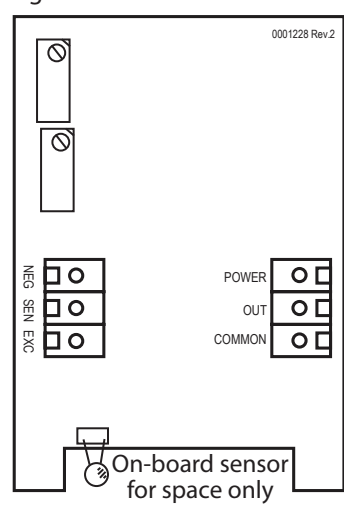 0001228 Rev.2
NEG
SEN
EXC
POWER
OUT
COMMON
On-board sensor
for space only